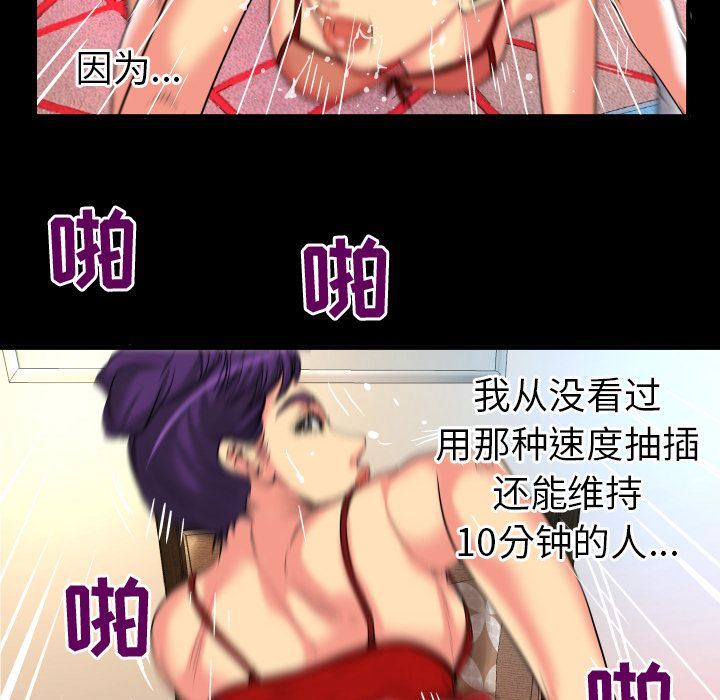 因为...
啪
啪
我从没看过
用那种速度抽插
还能维持
10分钟的人...
啪
啪